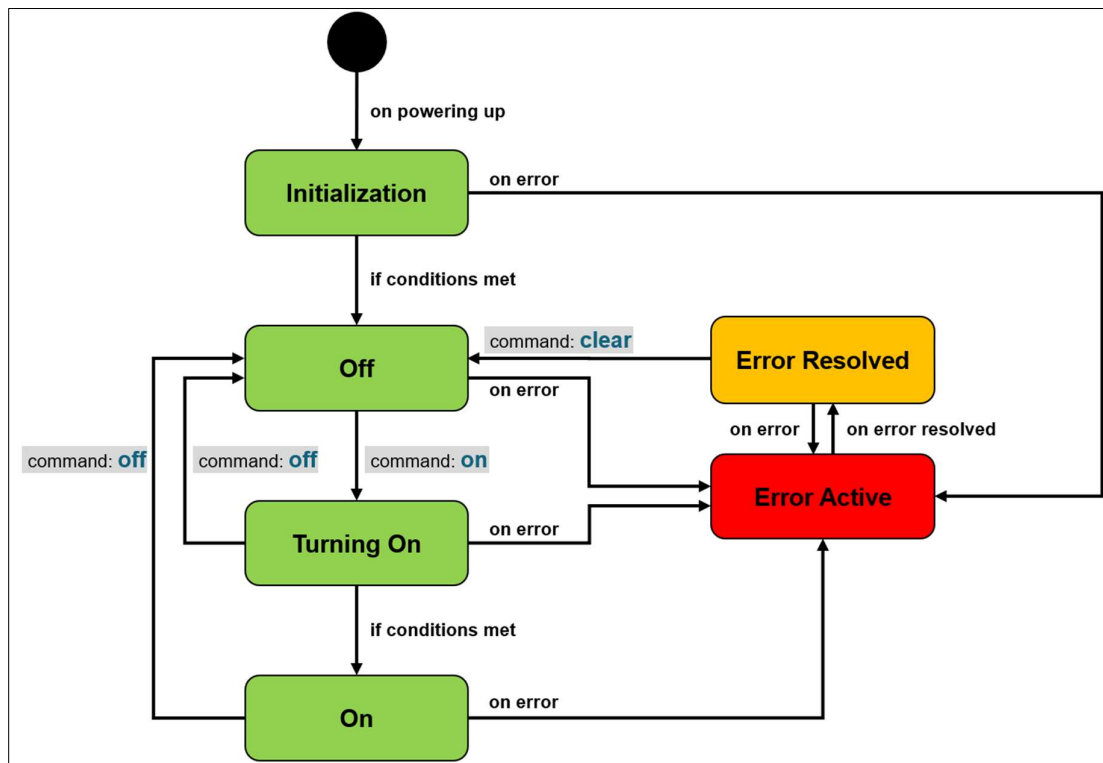 on powering up
Initialization
on error
if conditions met
command: clear
Off
Error Resolved
on error
on error
on error resolved
command: off
command: off
command: on
Error Active
Turning On
on error
if conditions met
On
on error